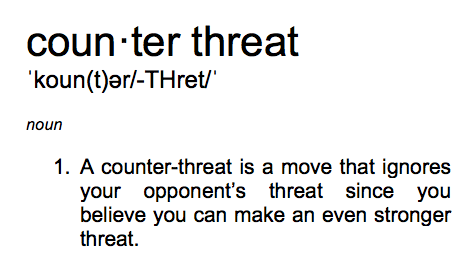 coun·ter threat
ˈkoun(t)ər/-THret/'
noun
1. A counter-threat is a move that ignores
your opponent’s threat since you
believe you can make an even stronger
threat.